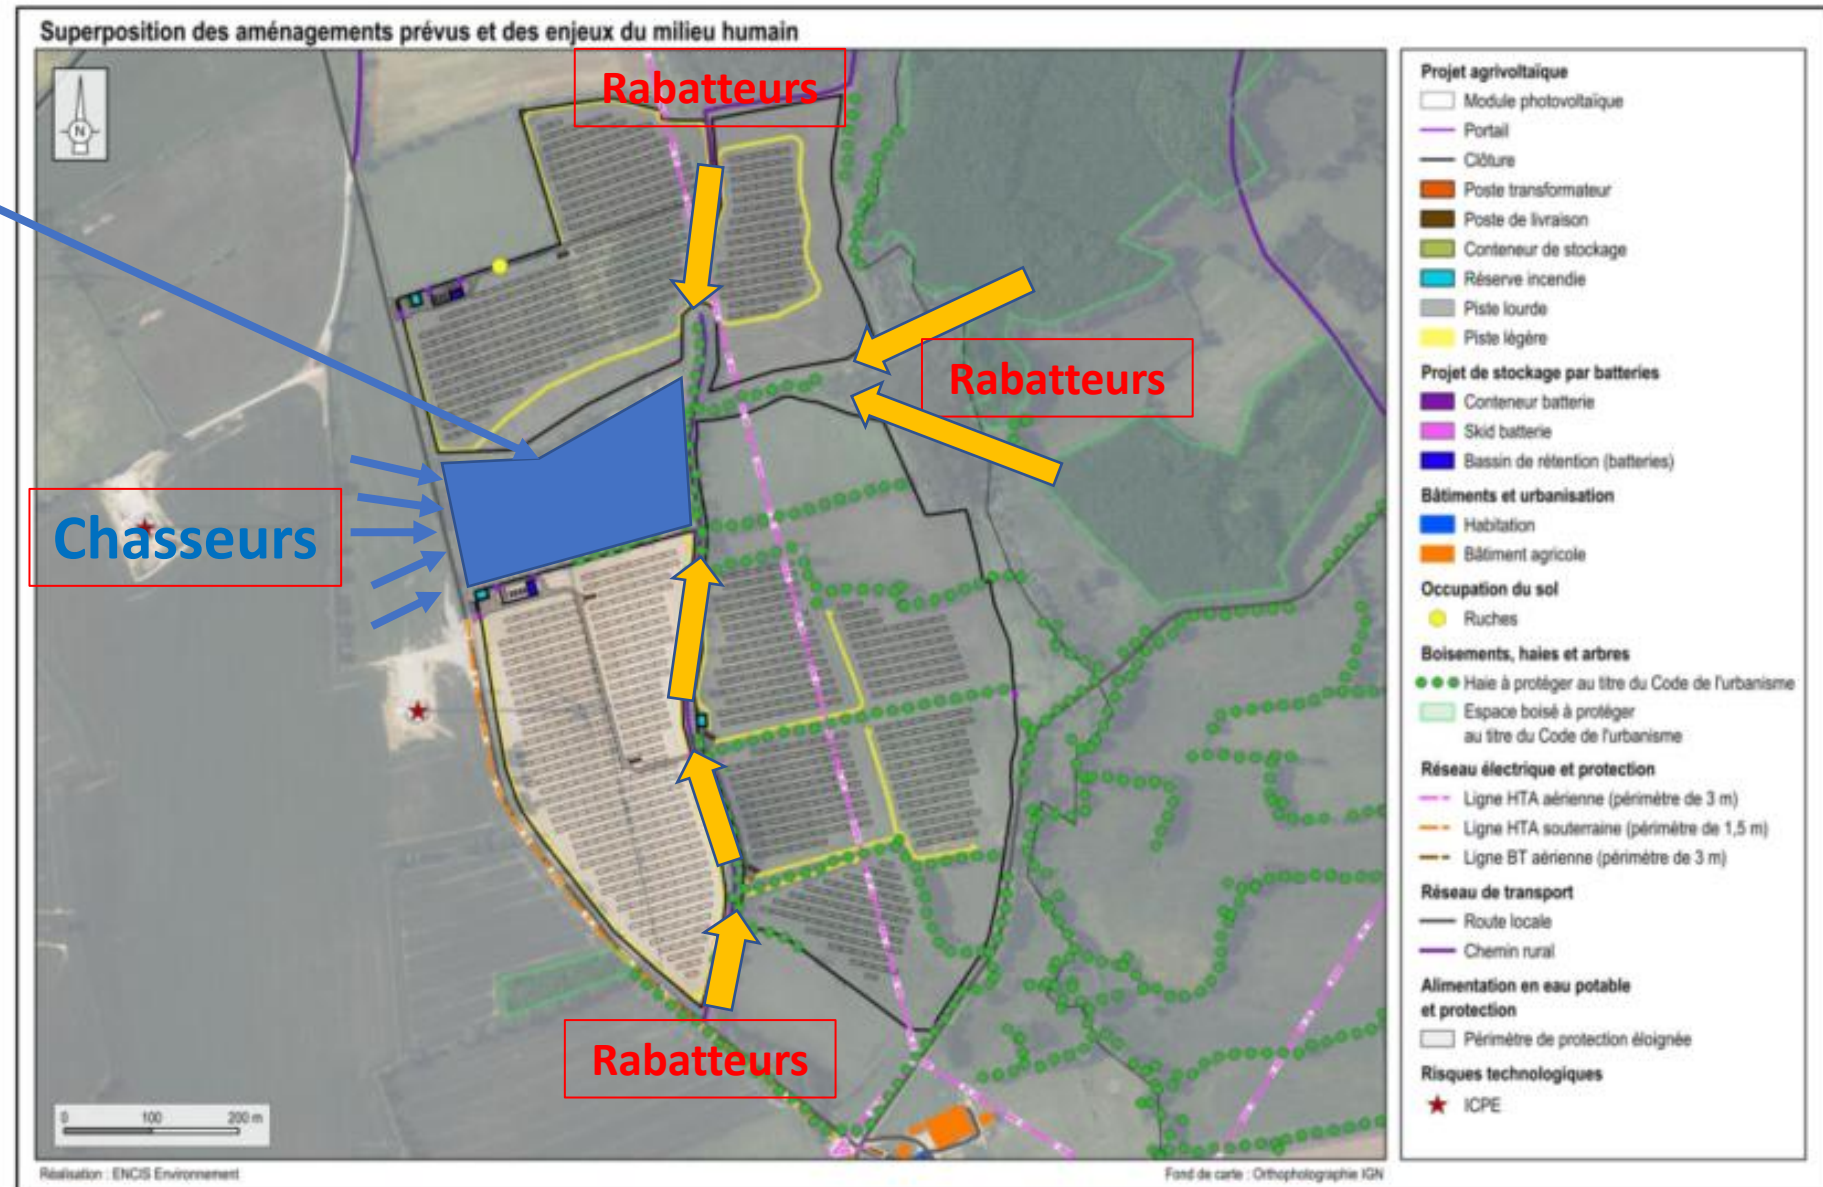 Superposition des aménagements prévus et des enjeux du milieu humain
Rabatteurs
N
Rabatteurs
Chasseurs
Rabatteurs
0 100 200 m
Réalisation : ENCIS Environnement
Fond de carte : Orthophotographie IGN
Projet agrivoltaïque
Module photovoltaïque
Portail
Clôture
Poste transformateur
Poste de livraison
Conteneur de stockage
Réserve incendie
Piste lourde
Piste légère
Projet de stockage par batteries
Conteneur batterie
Skid batterie
Bassin de rétention (batteries)
Bâtiments et urbanisation
Habitation
Bâtiment agricole
Occupation du sol
Ruches
Boisements, haies et arbres
Haie à protéger au titre du Code de l'urbanisme
Espace boisé à protéger
au titre du Code de l'urbanisme
Réseau électrique et protection
Ligne HTA aérienne (périmètre de 3 m)
Ligne HTA souterraine (périmètre de 1,5 m)
Ligne BT aérienne (périmètre de 3 m)
Réseau de transport
Route locale
Chemin rural
Alimentation en eau potable
et protection
Périmètre de protection éloignée
Risques technologiques
ICPE